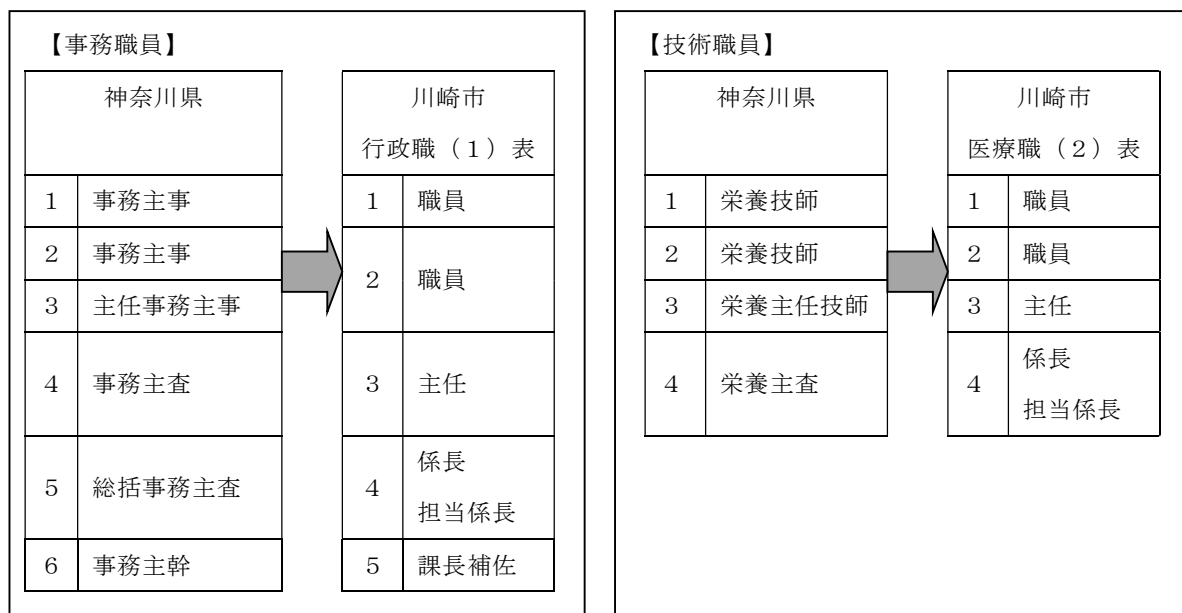 【事務職員】
神奈川県
川崎市
行政職（１）表
１ 事務主事 １ 職員
２ 事務主事 ２ 職員
３ 主任事務主事
４ 事務主査 ３ 主任
５ 総括事務主査 ４ 係長
担当係長
６ 事務主幹 ５ 課長補佐
【技術職員】
神奈川県
川崎市
医療職（２）表
１ 栄養技師 １ 職員
２ 栄養技師 ２ 職員
３ 栄養主任技師 ３ 主任
４ 栄養主査 ４ 係長
担当係長